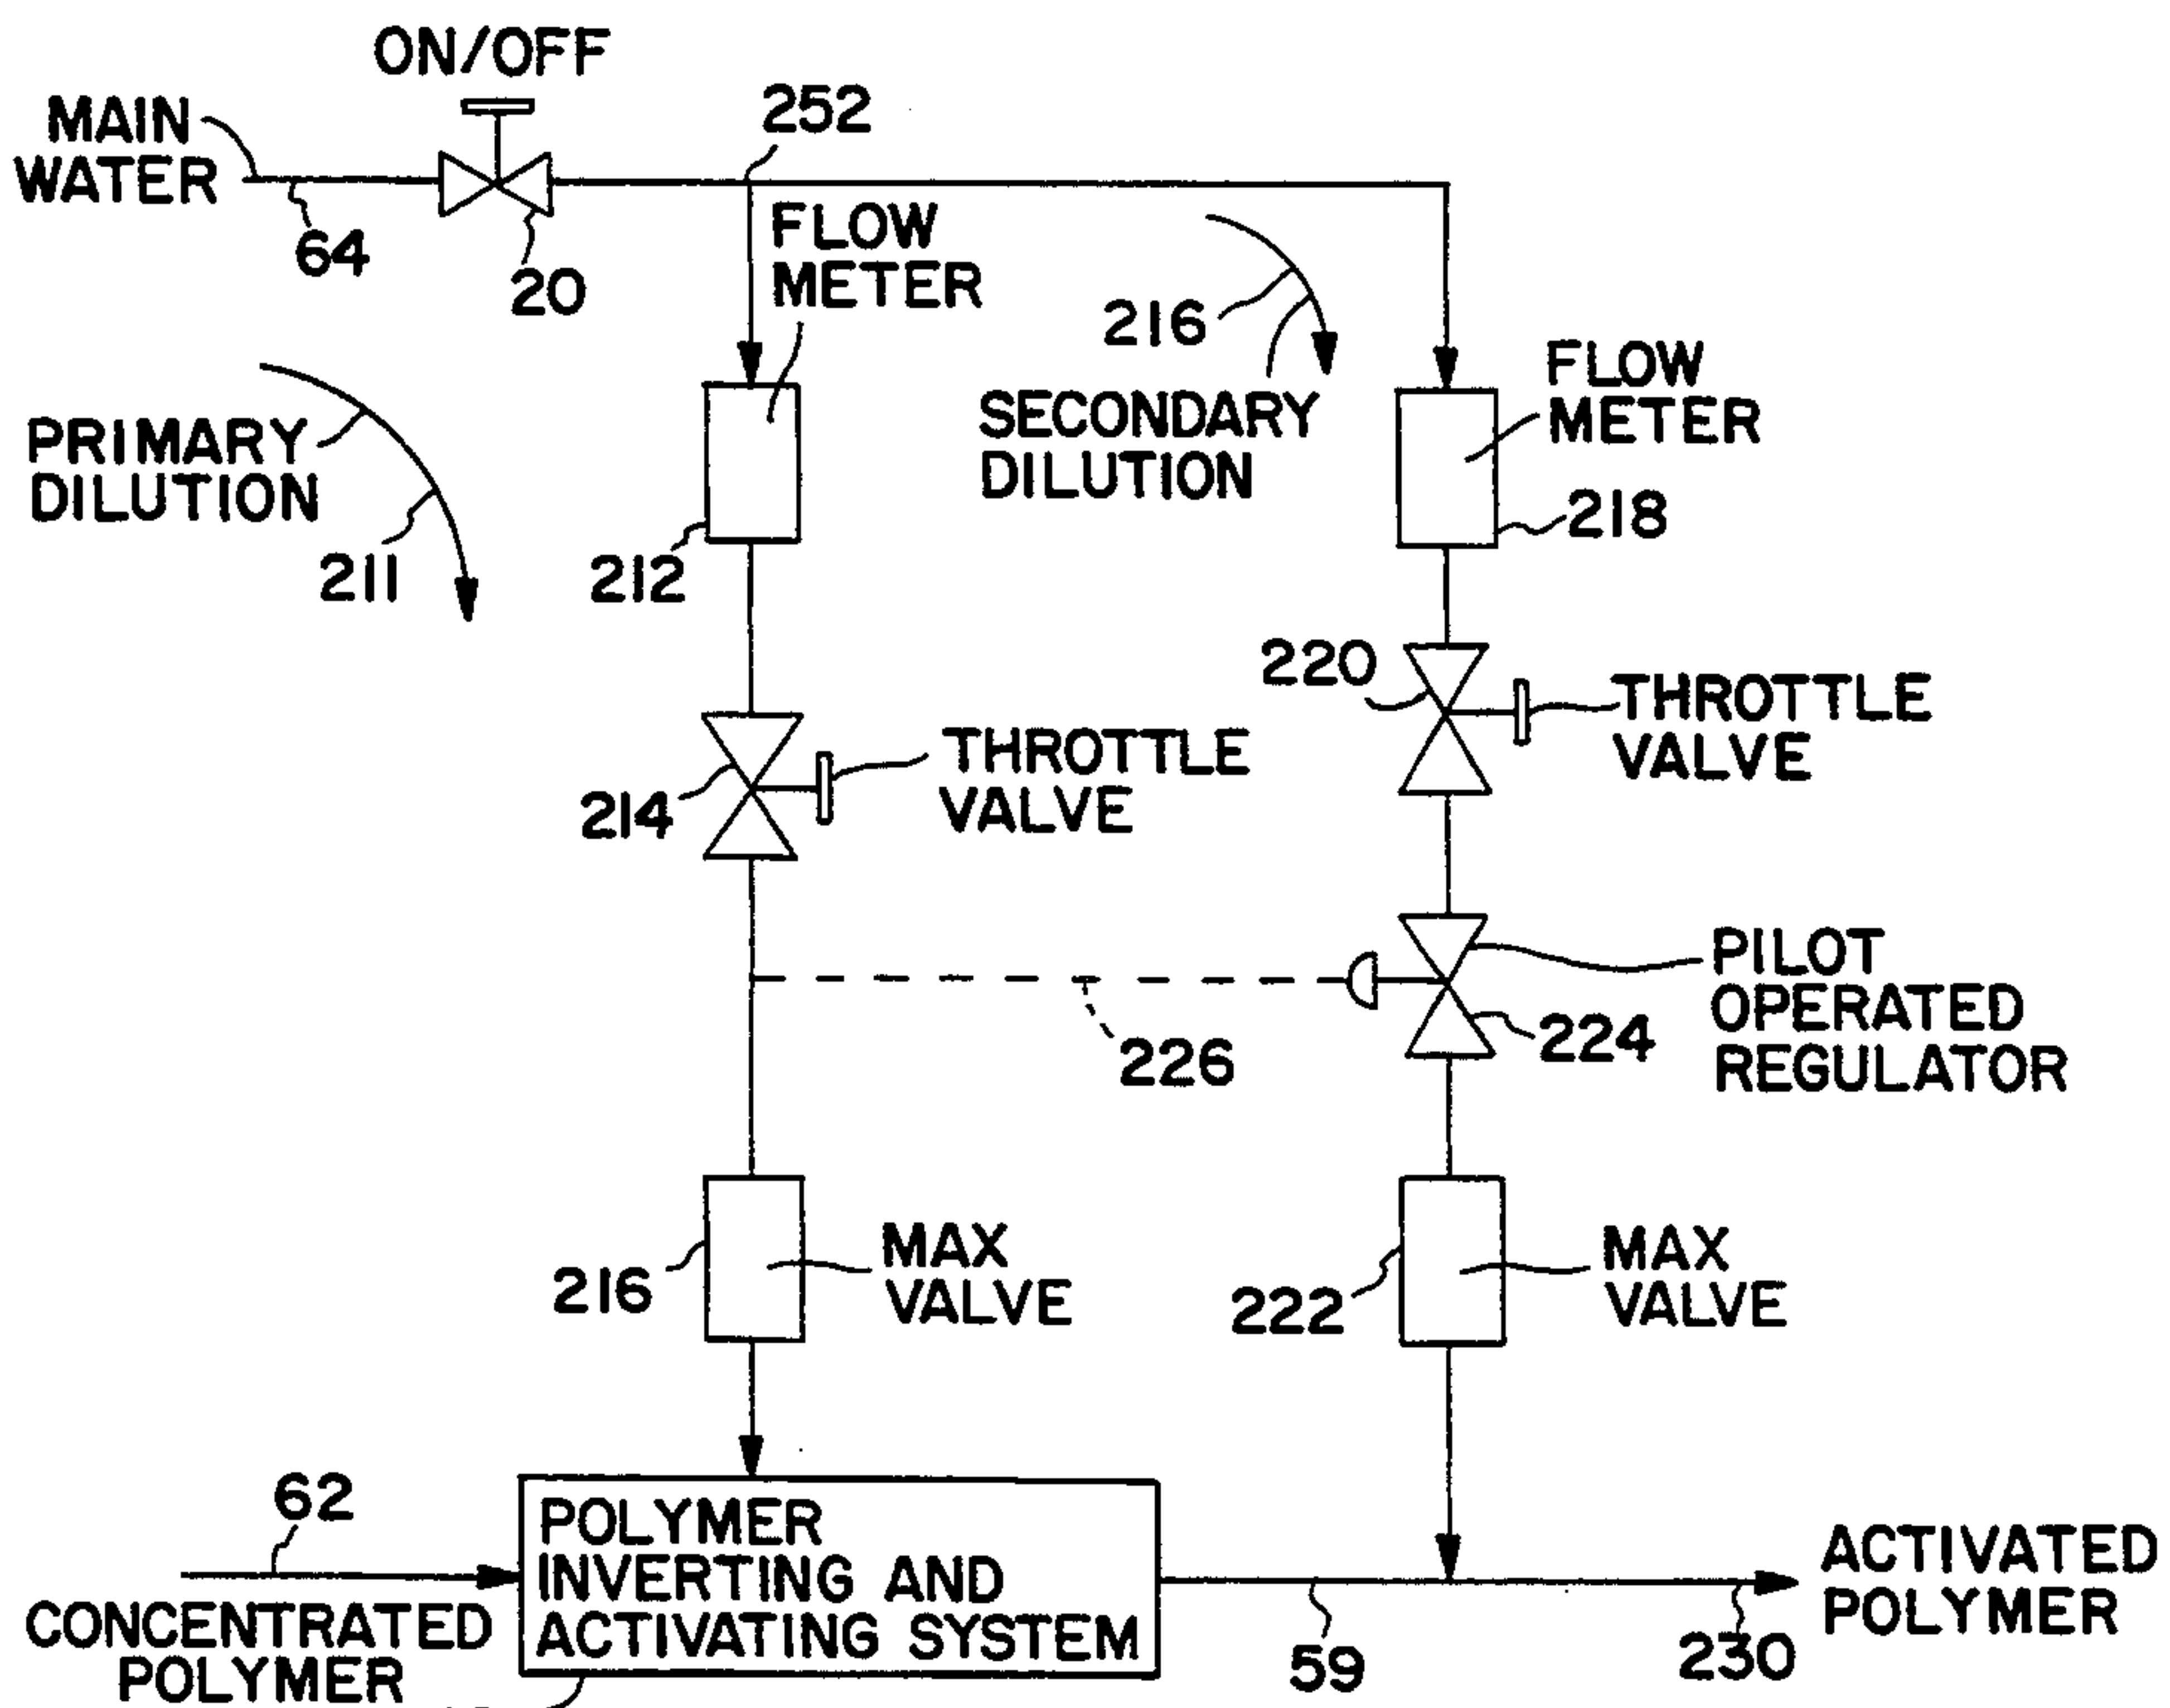 ON/OFF
MAIN
WATER
64
20
252
FLOW
METER
216
SECONDARY
DILUTION
PRIMARY
DILUTION
211
212
FLOW
METER
218
220
THROTTLE
VALVE
214
THROTTLE
VALVE
PILOT
OPERATED
REGULATOR
224
226
216
MAX
VALVE
222
MAX
VALVE
62
CONCENTRATED
POLYMER
POLYMER
INVERTING AND
ACTIVATING SYSTEM
59
230
ACTIVATED
POLYMER